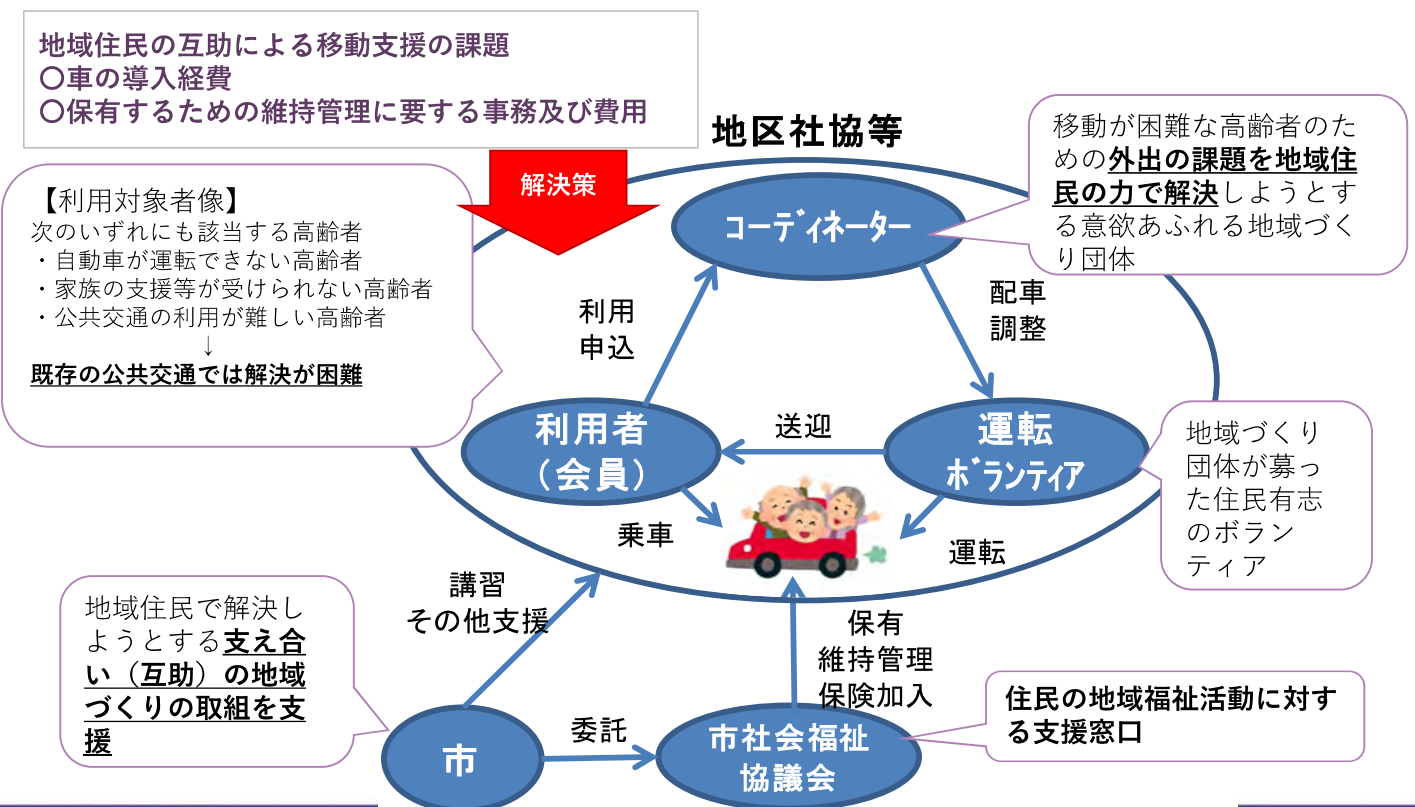 地域住民の互助による移動支援の課題
〇車の導入経費
〇保有するための維持管理に要する事務及び費用
解決策
地区社協等
移動が困難な高齢者のた
めの外出の課題を地域住
民の力で解決しようとす
る意欲あふれる地域づく
り団体
【利用対象者像】
次のいずれにも該当する高齢者
・自動車が運転できない高齢者
・家族の支援等が受けられない高齢者
・公共交通の利用が難しい高齢者
↓
既存の公共交通では解決が困難
コーディネーター
利用
申込
配車
調整
利用者
（会員）
送迎
運転
ボランティア
地域づくり
団体が募っ
た住民有志
のボラン
ティア
乗車
運転
講習
その他支援
地域住民で解決し
ようとする支え合
い（互助）の地域
づくりの取組を支
援
保有
維持管理
保険加入
市
委託
市社会福祉
協議会
住民の地域福祉活動に対す
る支援窓口